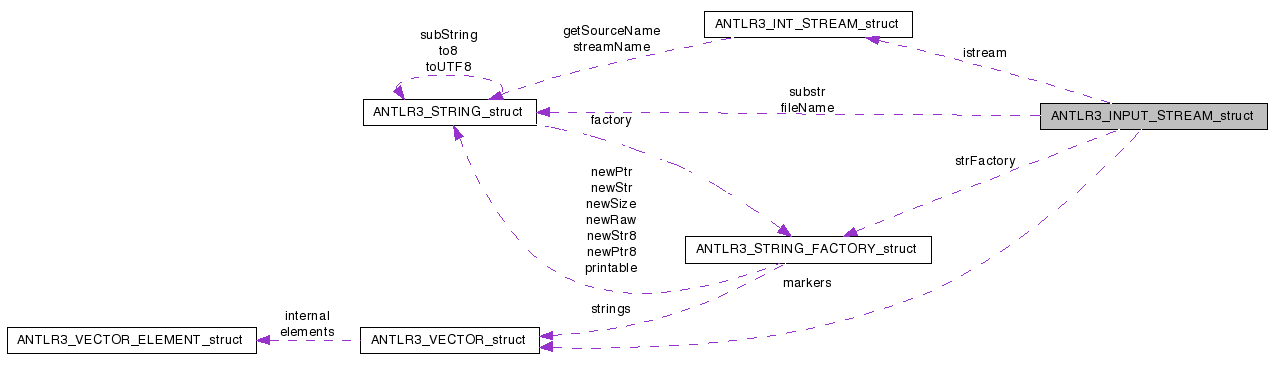 ANTLR3_INT_STREAM_struct
getSourceName
streamName
subString
to8
toUTF8
istream
substr
fileName
ANTLR3_STRING_struct
ANTLR3_INPUT_STREAM_struct
factory
strFactory
newPtr
newStr
newSize
newRaw
newStr8
newPtr8
printable
ANTLR3_STRING_FACTORY_struct
markers
strings
internal
elements
ANTLR3_VECTOR_ELEMENT_struct
ANTLR3_VECTOR_struct